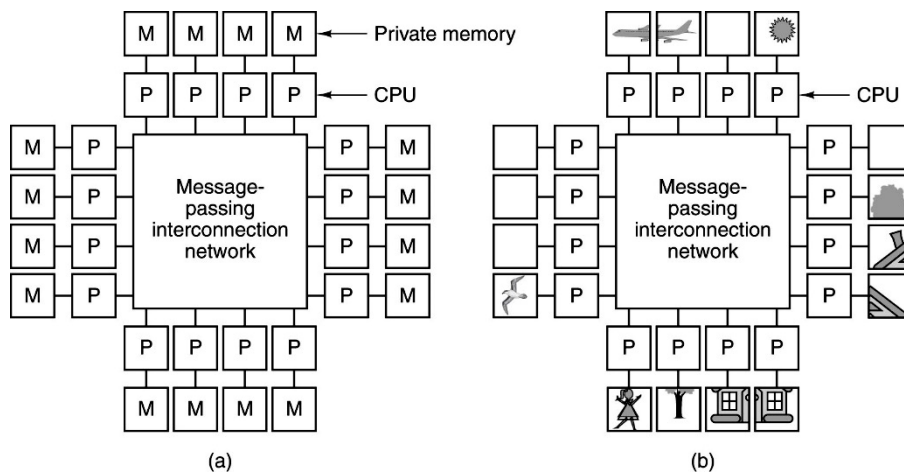 M M M M Private memory
P P P P CPU
M P P M
M P P M
M P P M
M P P M
Message-
passing
interconnection
network
P P P P
M M M M
(a)
P P P P CPU
P P
P P
P P
P P
Message-
passing
interconnection
network
P P P P
(b)